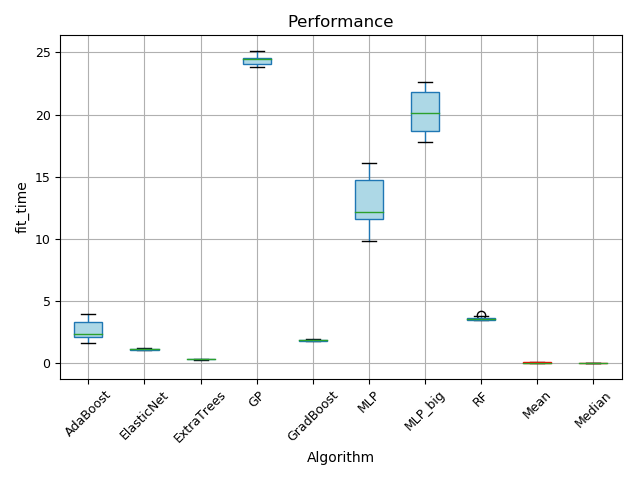 Performance
fit_time
25
20
15
10
5
0
AdaBoost
ElasticNet
ExtraTrees
GP
GradBoost
MLP
MLP_big
RF
Mean
Median
Algorithm